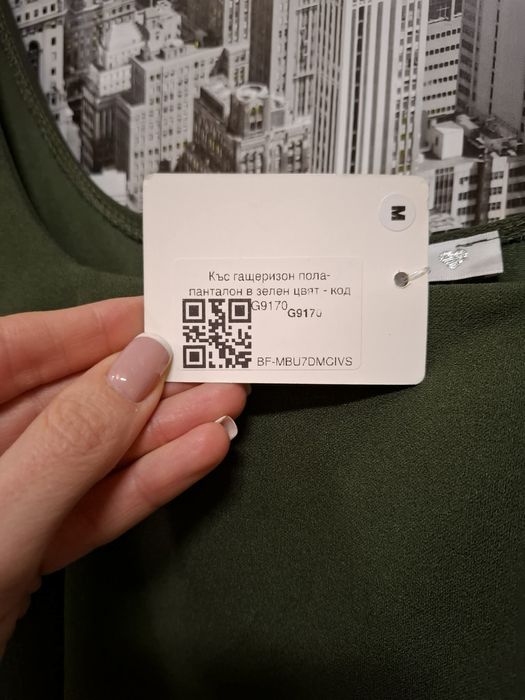 M
Къс гащеризон пола-
панталон в зелен цвят - код
G9170
G9170
BF-MBU7DMCIVS